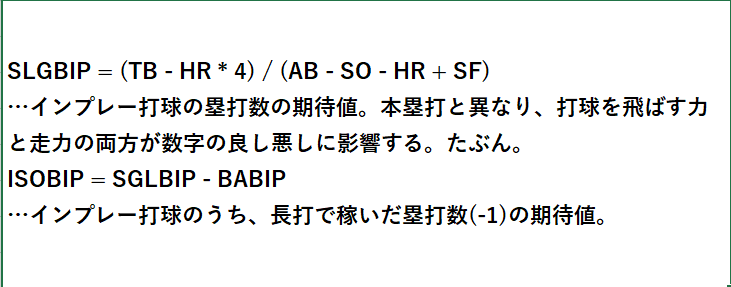 SLGBIP = (TB - HR * 4) / (AB - SO - HR + SF)
…インプレー打球の塁打数の期待値。本塁打と異なり、打球を飛ばす力
と走力の両方が数字の良し悪しに影響する。たぶん。
ISOBIP = SGLBIP - BABIP
…インプレー打球のうち、長打で稼いだ塁打数(-1)の期待値。